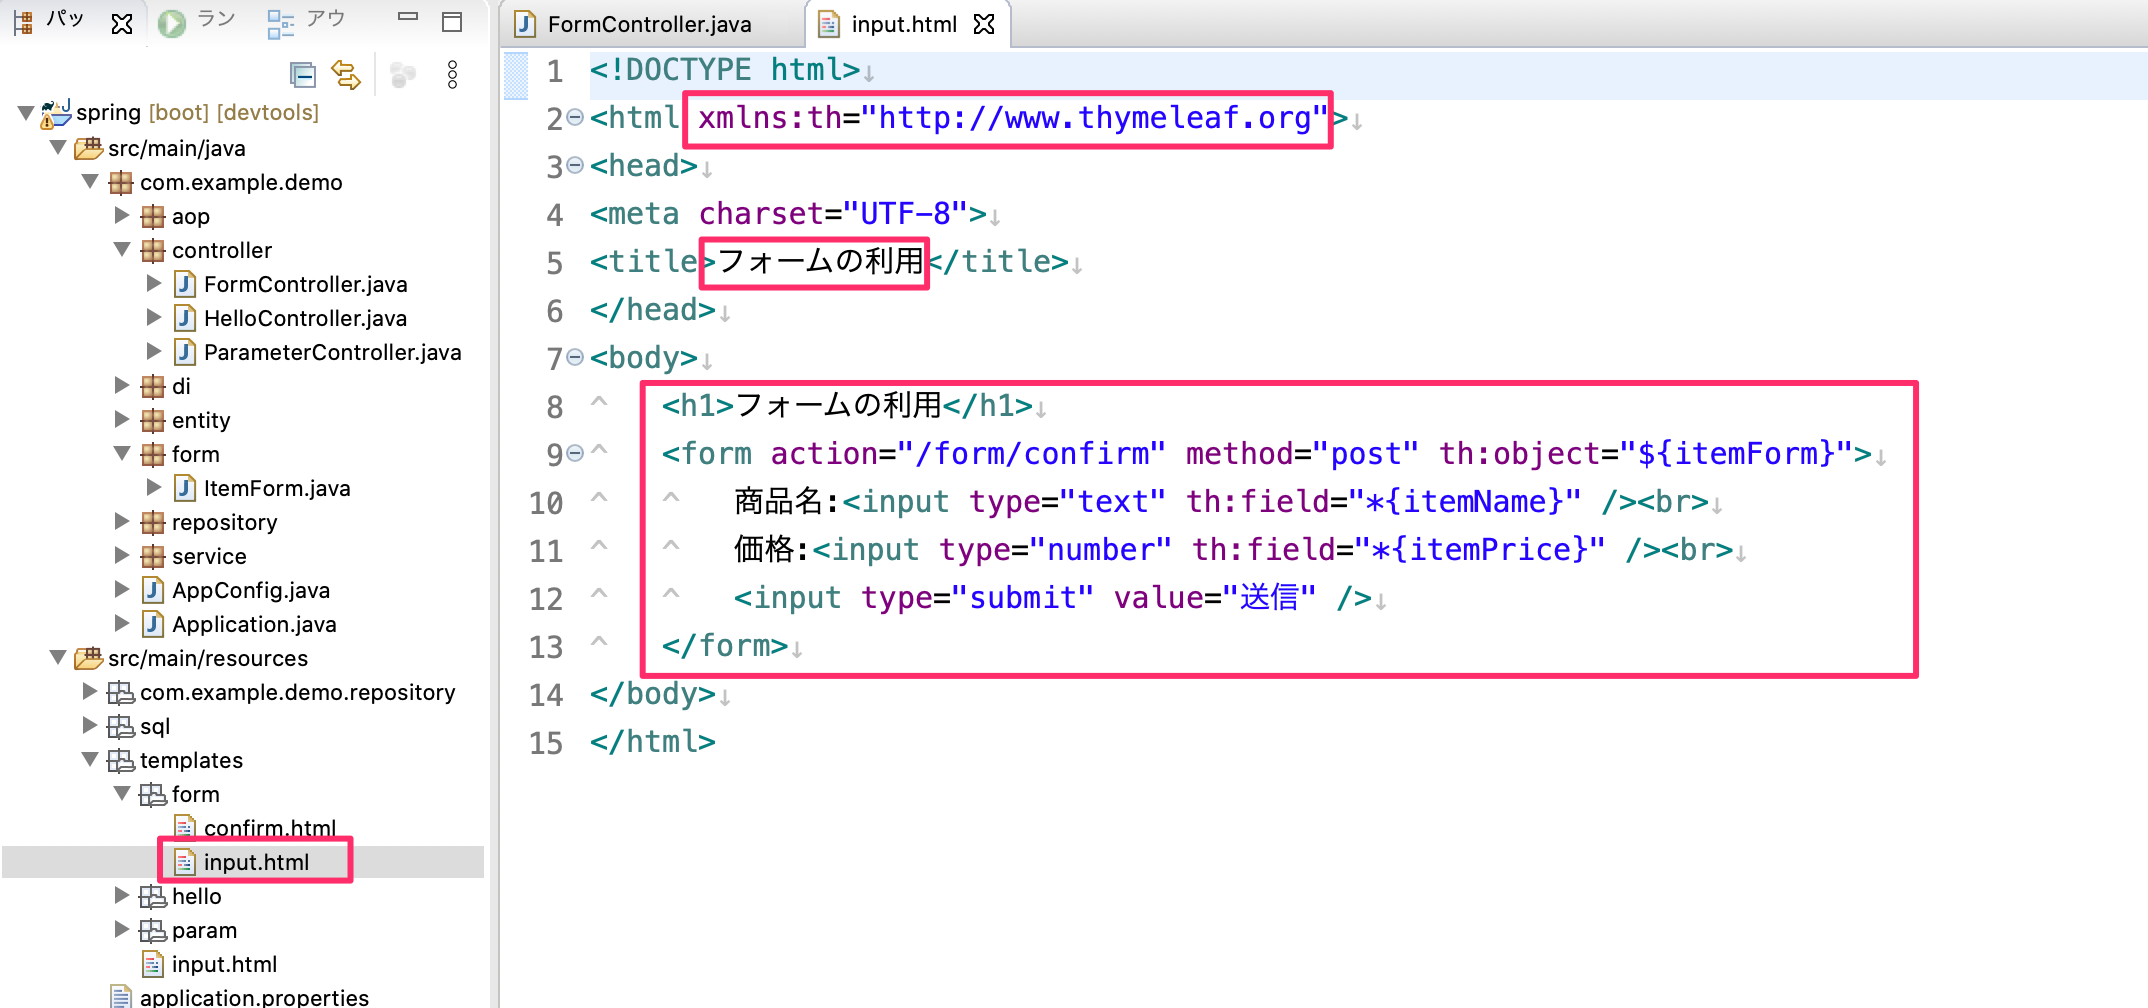 パッ ラン アウ
spring [boot] [devtools]
src/main/java
com.example.demo
aop
controller
FormController.java
HelloController.java
ParameterController.java
di
entity
form
ItemForm.java
repository
service
AppConfig.java
Application.java
src/main/resources
com.example.demo.repository
sql
templates
form
confirm.html
input.html
hello
param
input.html
application.properties
FormController.java input.html
1 <!DOCTYPE html>↓
2 <html xmlns:th="http://www.thymeleaf.org">↓
3 <head>↓
4 <meta charset="UTF-8">↓
5 <title>フォームの利用</title>↓
6 </head>↓
7 <body>↓
8 ^ <h1>フォームの利用</h1>↓
9 ^ <form action="/form/confirm" method="post" th:object="${itemForm}">↓
10 ^ ^ 商品名:<input type="text" th:field="*{itemName}" /><br>↓
11 ^ ^ 価格:<input type="number" th:field="*{itemPrice}" /><br>↓
12 ^ ^ <input type="submit" value="送信" />↓
13 ^ </form>↓
14 </body>↓
15 </html>